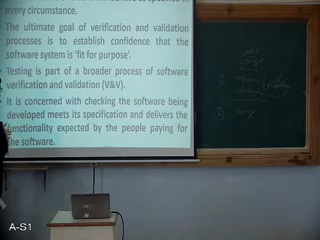 every circumstance.
The ultimate goal of verification and validation
processes is to establish confidence that the
software system is 'fit for purpose'.
Testing is part of a broader process of software
verification and validation (V&V).
It is concerned with checking the software being
developed meets its specification and delivers the
functionality expected by the people paying for
the software.
A-S1